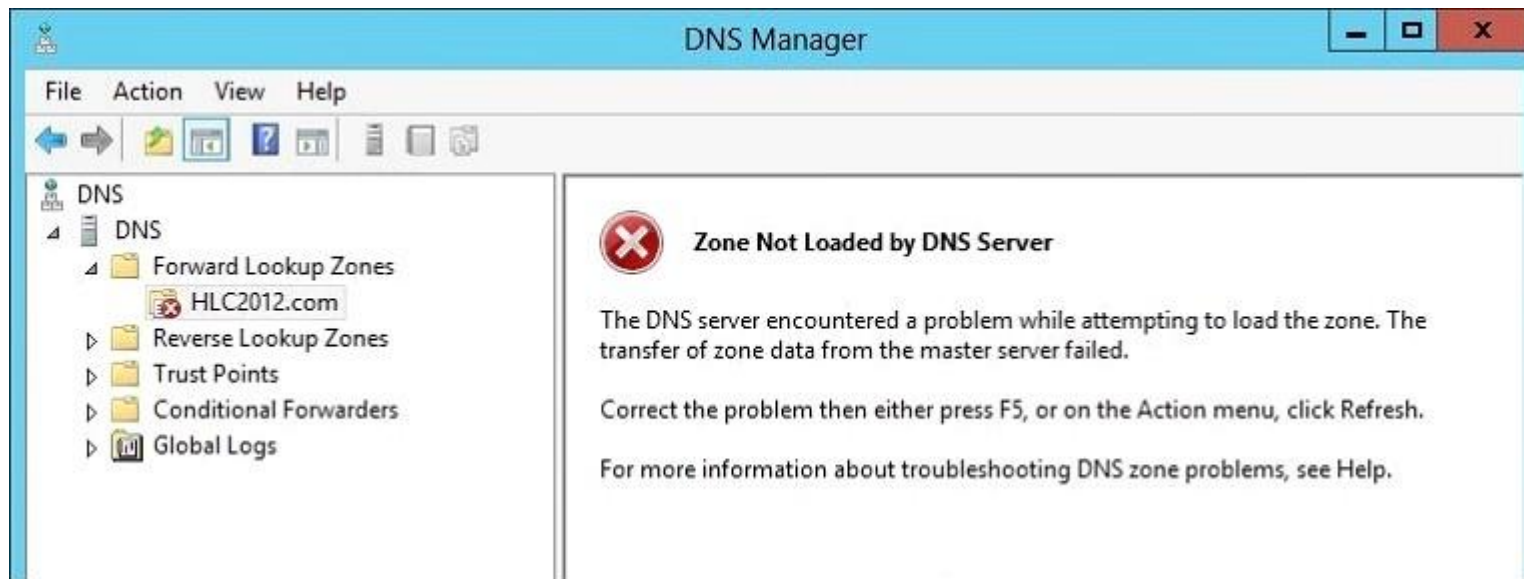 DNS Manager
File Action View Help
DNS
DNS
Forward Lookup Zones
HLC2012.com
Reverse Lookup Zones
Trust Points
Conditional Forwarders
Global Logs
Zone Not Loaded by DNS Server
The DNS server encountered a problem while attempting to load the zone. The
transfer of zone data from the master server failed.
Correct the problem then either press F5, or on the Action menu, click Refresh.
For more information about troubleshooting DNS zone problems, see Help.